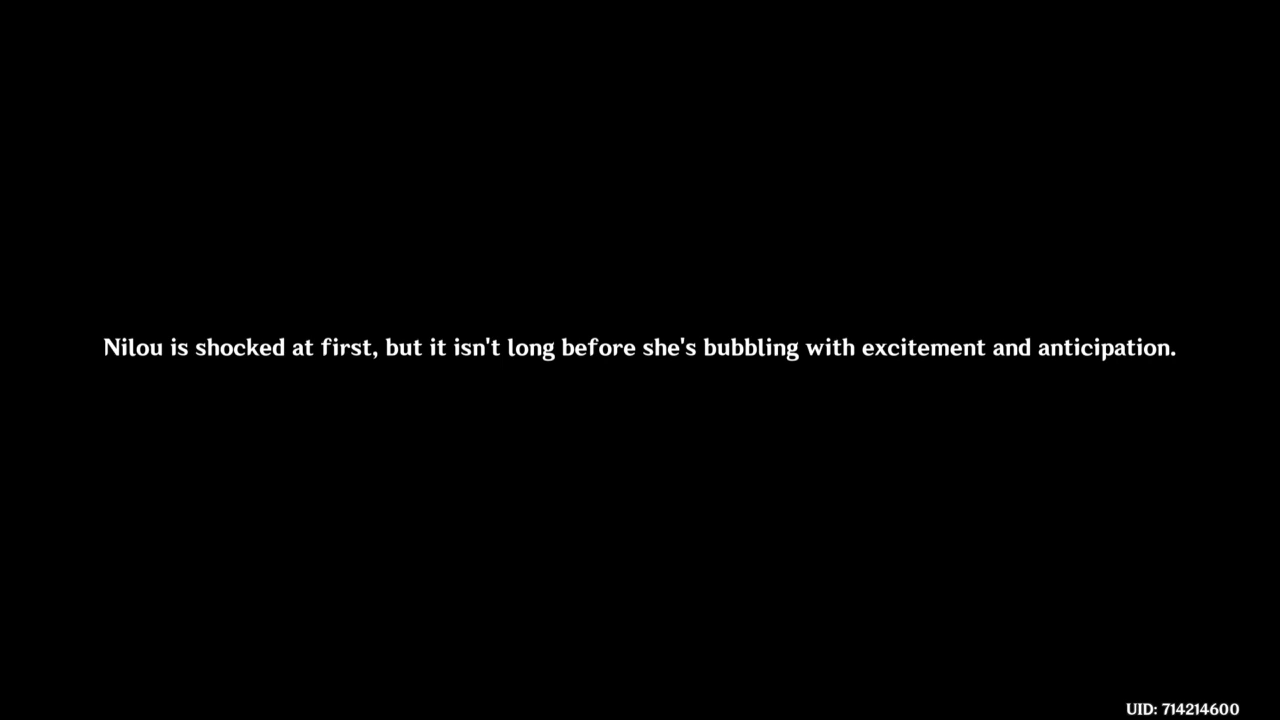 Nilou is shocked at first, but it isn't long before she's bubbling with excitement and anticipation.
UID: 714214600